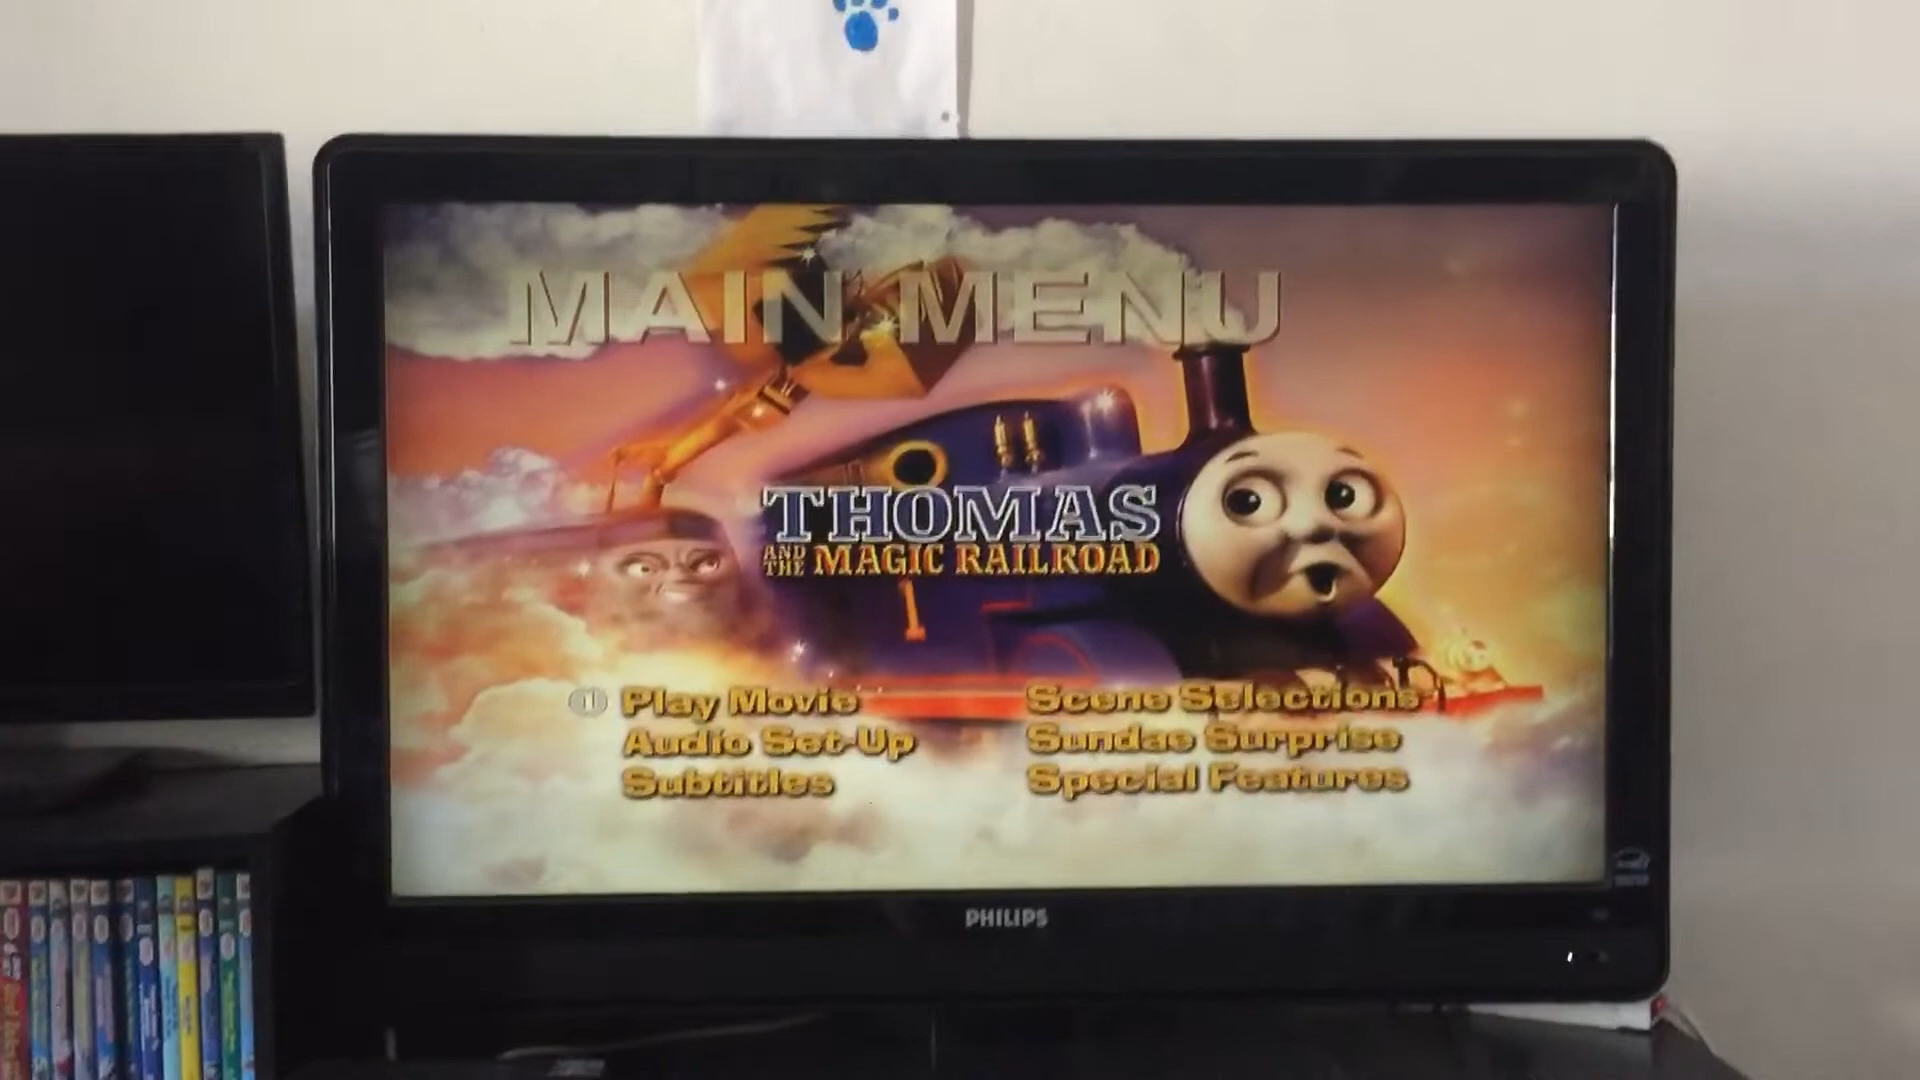 MAIN MENU
THOMAS
AND THE MAGIC RAILROAD
Play Movie
Audio Set-Up
Subtitles
Scene Selections
Sundae Surprise
Special Features
PHILIPS